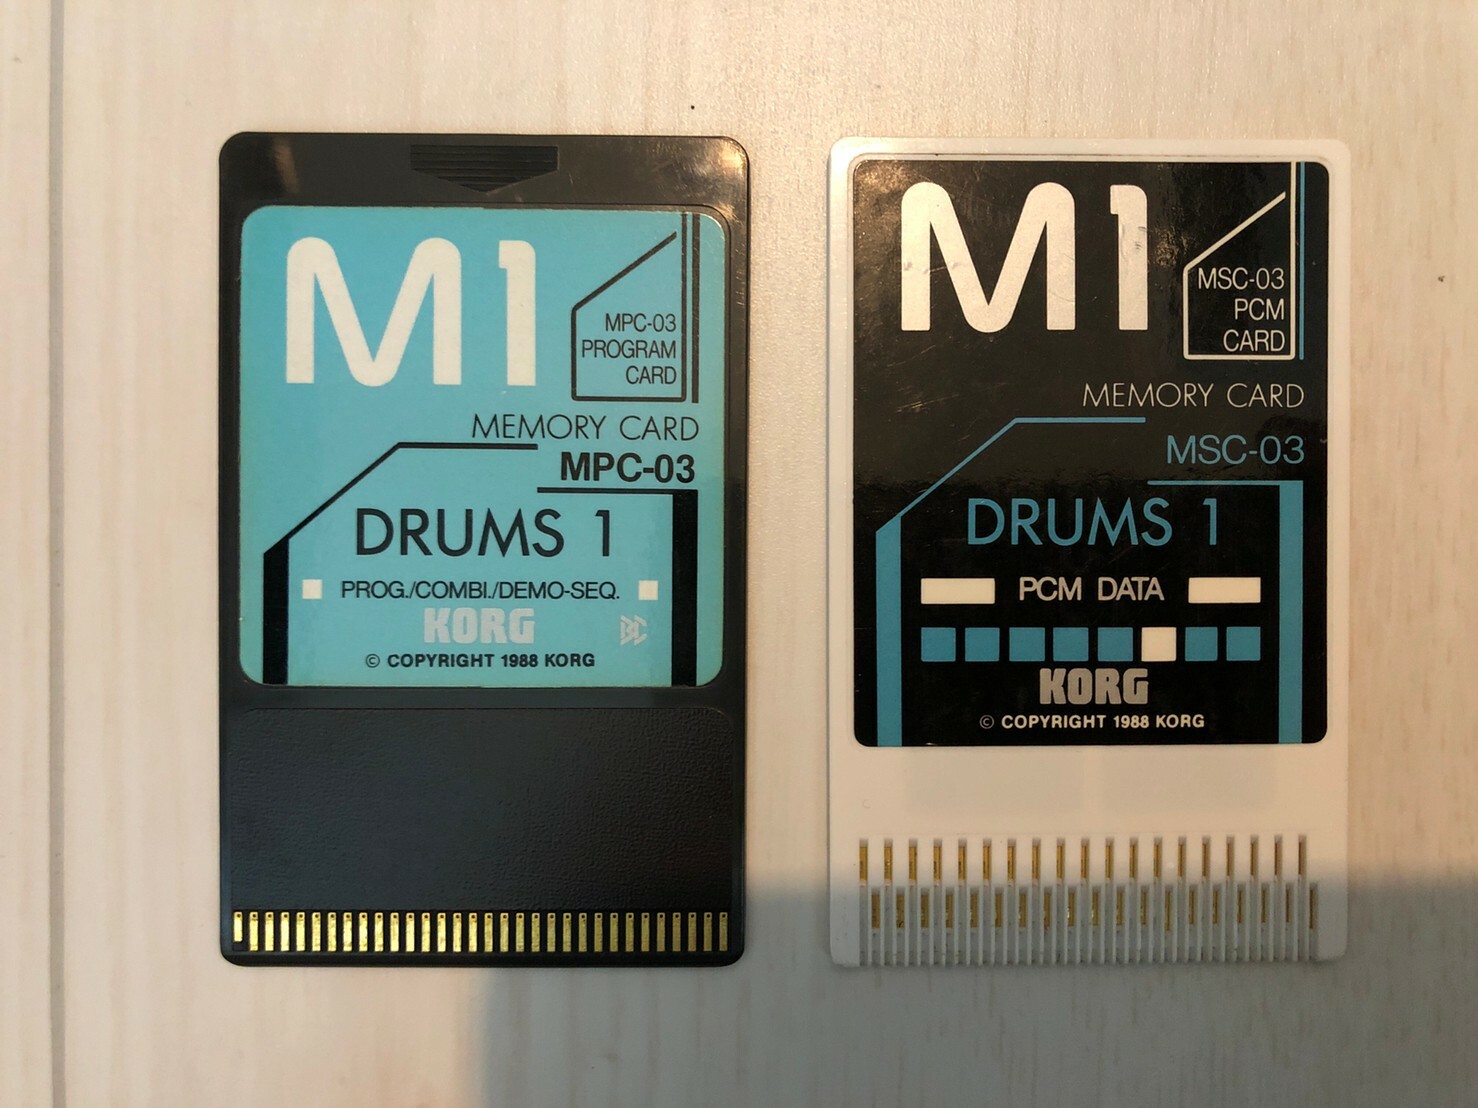 M1
MPC-03
PROGRAM
CARD
MEMORY CARD
MPC-03
DRUMS 1
PROG./COMBI./DEMO-SEQ.
KORG
© COPYRIGHT 1988 KORG
M1
MSC-03
PCM
CARD
MEMORY CARD
MSC-03
DRUMS 1
PCM DATA
KORG
© COPYRIGHT 1988 KORG